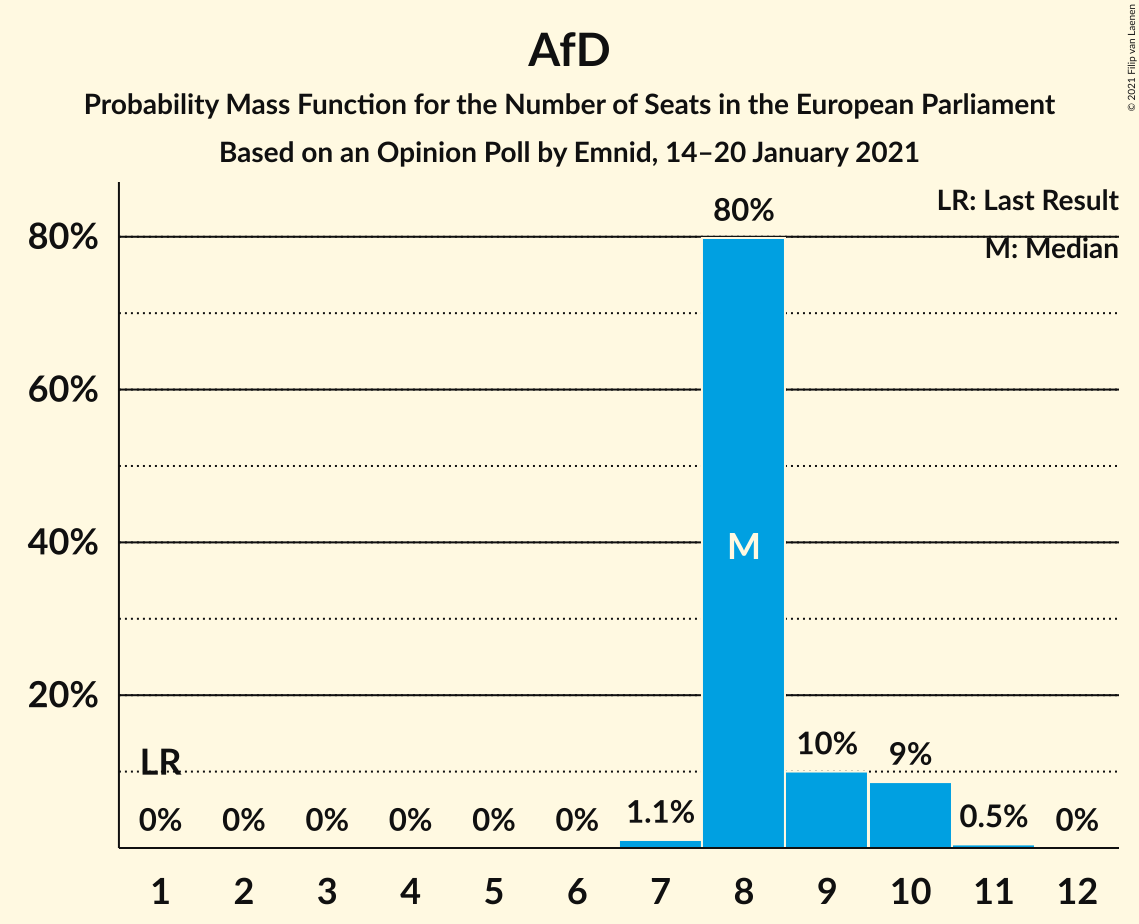 AfD
Probability Mass Function for the Number of Seats in the European Parliament
Based on an Opinion Poll by Emnid, 14–20 January 2021
© 2021 Filip van Laenen
LR: Last Result
M: Median
80%
60%
40%
20%
LR
M
0%
0%
0%
0%
0%
0%
1.1%
80%
10%
9%
0.5%
0%
1 2 3 4 5 6 7 8 9 10 11 12